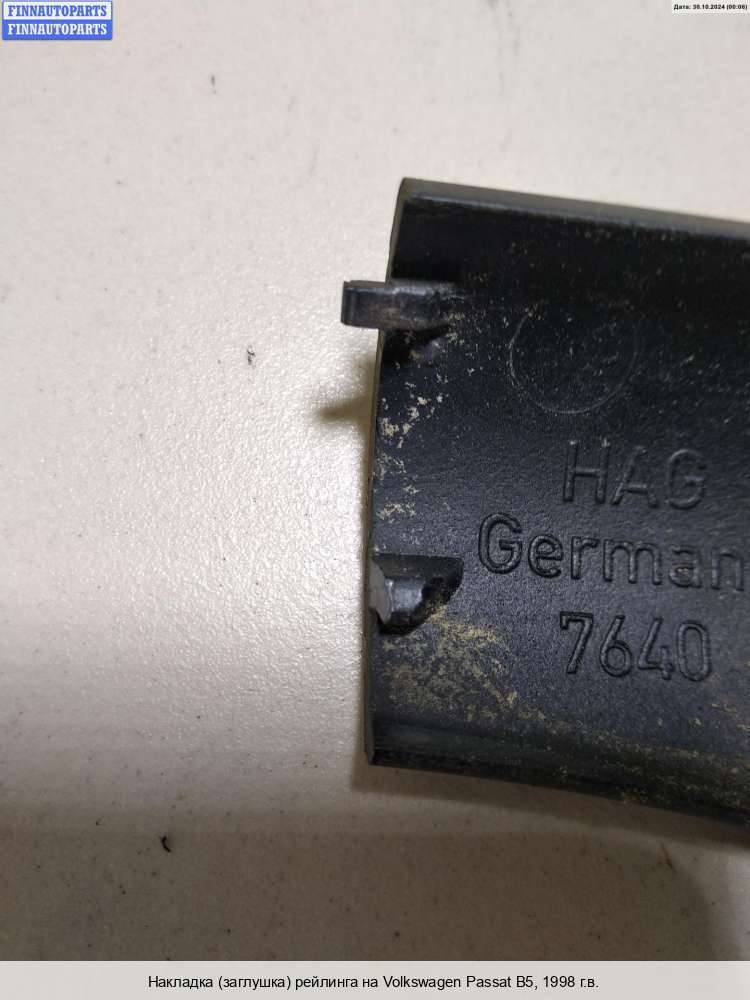 FINNAUTOPARTS
FINNAUTOPARTS
Дата: 30.10.2024 (00:06)
HAG
German
7640
Накладка (заглушка) рейлинга на Volkswagen Passat B5, 1998 г.в.